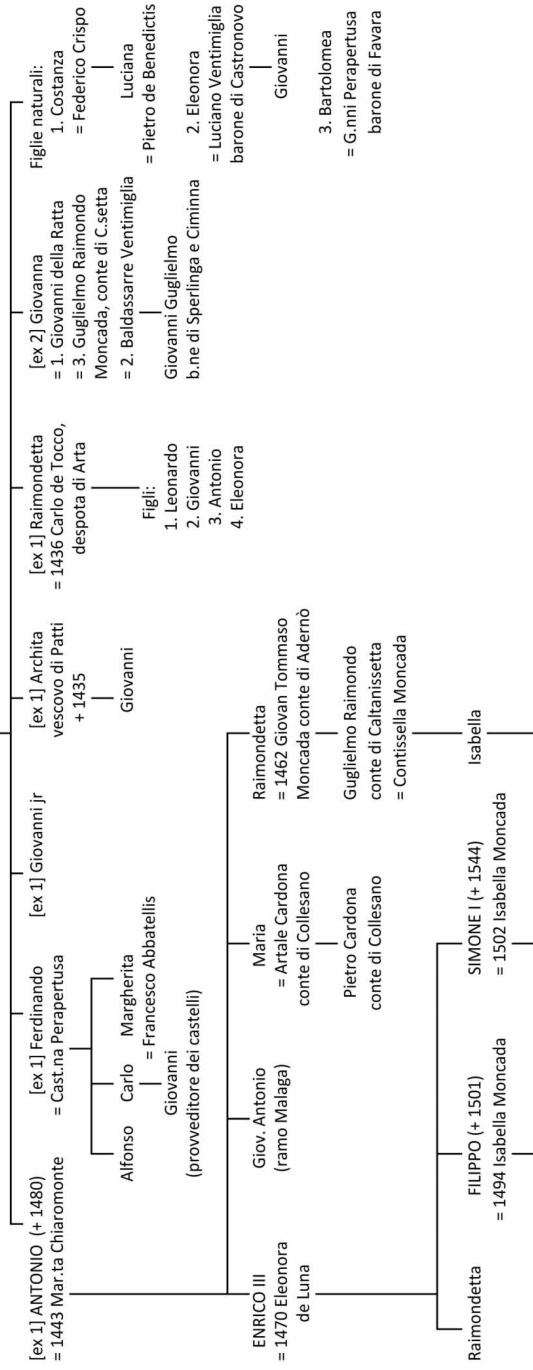 [ex 1] ANTONIO (+ 1480)
= 1443 Mar.ta Chiaromonte
[ex 1] Ferdinando
= Cast.na Perapertusa
[ex 1] Giovanni jr
[ex 1] Archita
vescovo di Patti
+ 1435
Giovanni
[ex 1] Raimondetta
= 1436 Carlo de Tocco,
despota di Arta
Figli:
1. Leonardo
2. Giovanni
3. Antonio
4. Eleonora
[ex 2] Giovanna
= 1. Giovanni della Ratta
= 3. Guglielmo Raimondo
Moncada, conte di C.setta
= 2. Baldassarre Ventimiglia
Giovanni Guglielmo
b.ne di Sperlinga e Ciminna
Figlie naturali:
1. Costanza
= Federico Crispo
Luciana
= Pietro de Benedictis
2. Eleonora
= Luciano Ventimiglia
barone di Castronovo
Giovanni
3. Bartolomea
= G.nni Perapertusa
barone di Favara
Alfonso
Carlo
Margherita
= Francesco Abbatellis
Giovanni
(provveditore dei castelli)
ENRICO III
= 1470 Eleonora
de Luna
Giov. Antonio
(ramo Malaga)
Maria
= Artale Cardona
conte di Collesano
Pietro Cardona
conte di Collesano
Raimondetta
= 1462 Giovan Tommaso
Moncada conte di Adernò
Guglielmo Raimondo
conte di Caltanissetta
= Contissella Moncada
Raimondetta
FILIPPO (+ 1501)
= 1494 Isabella Moncada
SIMONE I (+ 1544)
= 1502 Isabella Moncada
Isabella